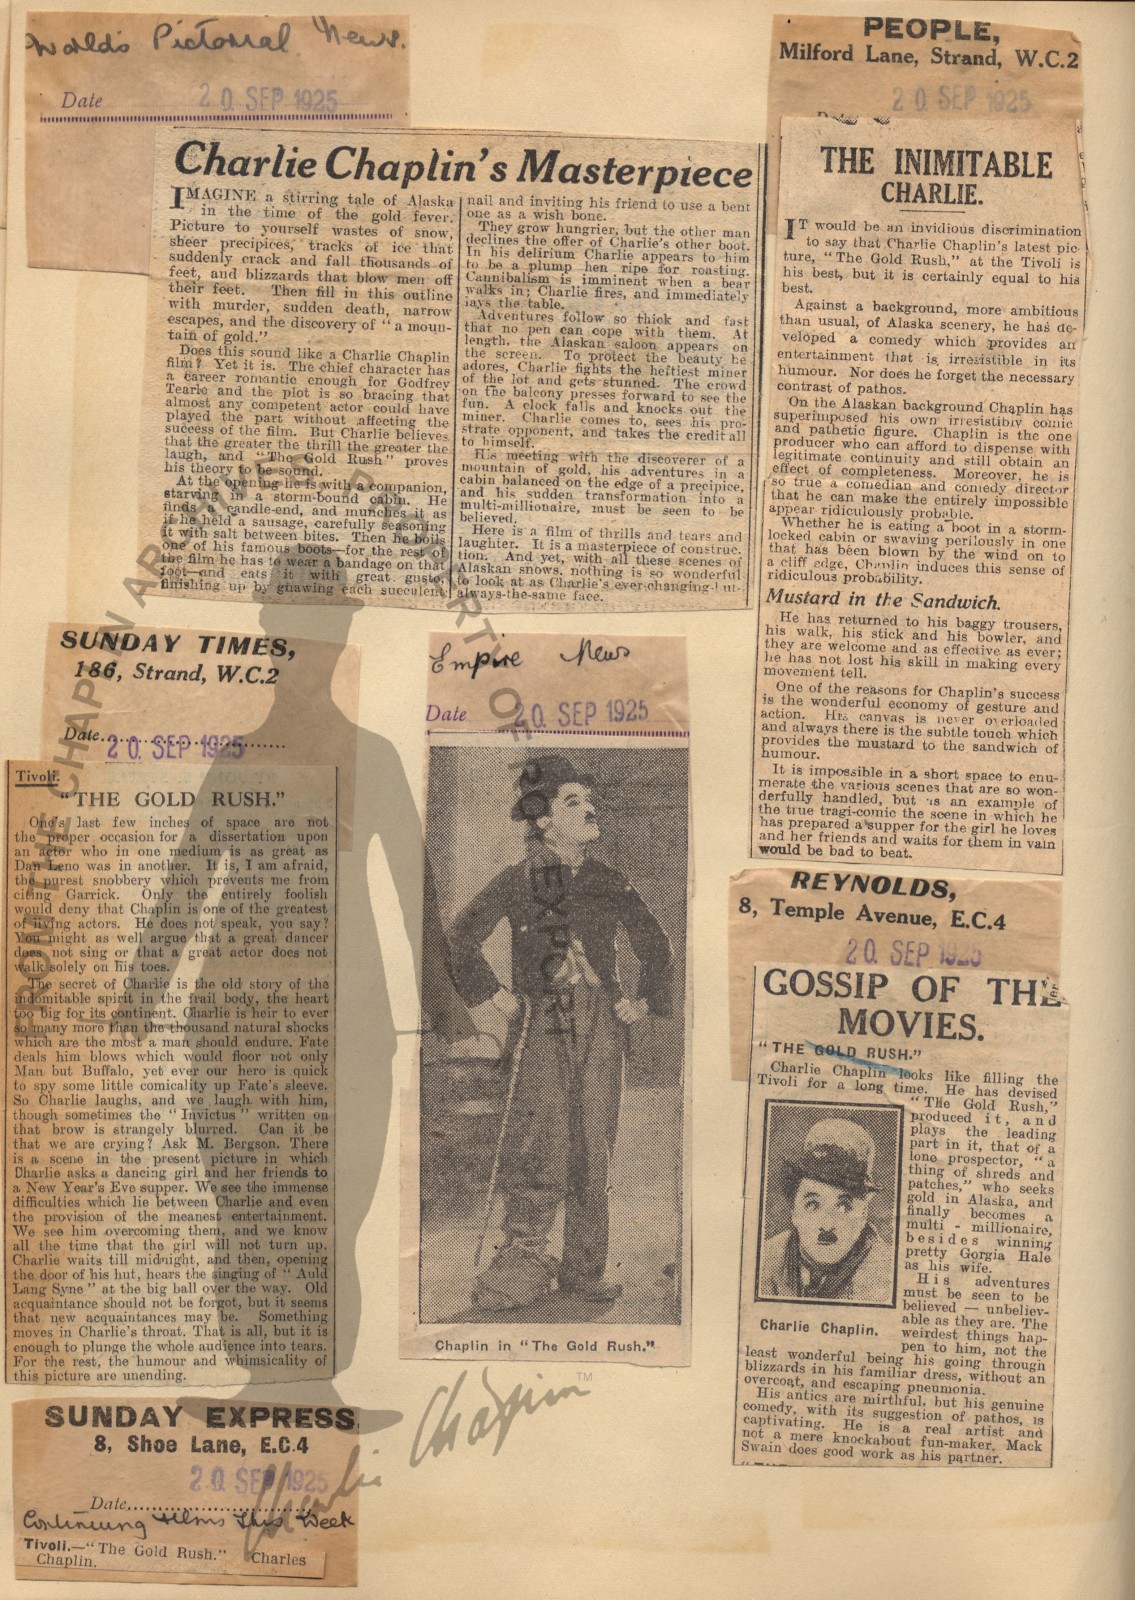 World's Pictorial News.
Date 20 SEP 1925
Charlie Chaplin's Masterpiece
IMAGINE a stirring tale of Alaska
in the time of the gold fever.
Picture to yourself wastes of snow,
sheer precipices, tracks of ice that
suddenly crack and fall thousands of
feet, and blizzards that blow men off
their feet. Then fill in this outline
with murder, sudden death, narrow
escapes, and the discovery of "a moun-
tain of gold."
Does this sound like a Charlie Chaplin
film? Yet it is. The chief character has
a career romantic enough for Godfrey
Tearle and the plot is so bracing that
almost any competent actor could have
played the part without affecting the
success of the film. But Charlie believes
that the greater the thrill the greater the
laugh, and "The Gold Rush" proves
his theory to be sound.
At the opening he is with a companion,
starving in a storm-bound cabin. He
finds a candle-end, and munches it as
if he held a sausage, carefully seasoning
it with salt between bites. Then he boils
one of his famous boots—for the rest of
the film he has to wear a bandage on that
foot—and eats it with great gusto,
finishing up by gnawing each succulent
nail and inviting his friend to use a bent
one as a wish bone.
They grow hungrier, but the other man
declines the offer of Charlie's other boot.
In his delirium Charlie appears to him
to be a plump hen ripe for roasting.
Cannibalism is imminent when a bear
walks in; Charlie fires, and immediately
lays the table.
Adventures follow so thick and fast
that no pen can cope with them. At
length, the Alaskan saloon appears on
the screen. To protect the beauty he
adores, Charlie fights the heftiest miner
of the lot and gets stunned. The crowd
on the balcony presses forward to see the
fun. A clock falls and knocks out the
miner. Charlie comes to, sees his pro-
strate opponent, and takes the credit all
to himself.
His meeting with the discoverer of a
mountain of gold, his adventures in a
cabin balanced on the edge of a precipice,
and his sudden transformation into a
multi-millionaire, must be seen to be
believed.
Here is a film of thrills and tears and
laughter. It is a masterpiece of construc-
tion. And yet, with all these scenes of
Alaskan snows, nothing is so wonderful
to look at as Charlie's ever-changing-but-
always-the-same face.
PEOPLE,
Milford Lane, Strand, W.C.2
20 SEP 1925
THE INIMITABLE
CHARLIE.
IT would be an invidious discrimination
to say that Charlie Chaplin's latest pic
ture, "The Gold Rush," at the Tivoli is
his best, but it is certainly equal to his
best.
Against a background, more ambitious
than usual, of Alaska scenery, he has de-
veloped a comedy which provides an
entertainment that is irresistible in its
humour. Nor does he forget the necessary
contrast of pathos.
On the Alaskan background Chaplin has
superimposed his own irresistibly comic
and pathetic figure. Chaplin is the one
producer who can afford to dispense with
legitimate continuity and still obtain an
effect of completeness. Moreover, he is
so true a comedian and comedy director
that he can make the entirely impossible
appear ridiculously probable.
Whether he is eating a boot in a storm-
locked cabin or swaying perilously in one
that has been blown by the wind on to
a cliff edge, Chaplin induces this sense of
ridiculous probability.
Mustard in the Sandwich.
He has returned to his baggy trousers,
his walk, his stick and his bowler, and
they are welcome and as effective as ever;
he has not lost his skill in making every
movement tell.
One of the reasons for Chaplin's success
is the wonderful economy of gesture and
action. His canvas is never overloaded
and always there is the subtle touch which
provides the mustard to the sandwich of
humour.
It is impossible in a short space to enu-
merate the various scenes that are so won-
derfully handled, but as an example of
the true tragi-comic the scene in which he
has prepared a supper for the girl he loves
and her friends and waits for them in vain
would be bad to beat.
SUNDAY TIMES,
186, Strand, W.C.2
Date 20 SEP 1925
Tivoli.
"THE GOLD RUSH."
One's last few inches of space are not
the proper occasion for a dissertation upon
an actor who in one medium is as great as
Dan Leno was in another. It is, I am afraid,
the purest snobbery which prevents me from
citing Garrick. Only the entirely foolish
would deny that Chaplin is one of the greatest
of living actors. He does not speak, you say?
You might as well argue that a great dancer
does not sing or that a great actor does not
walk solely on his toes.
The secret of Charlie is the old story of the
indomitable spirit in the frail body, the heart
too big for its continent. Charlie is heir to ever
so many more than the thousand natural shocks
which are the most a man should endure. Fate
deals him blows which would floor not only
Man but Buffalo, yet ever our hero is quick
to spy some little comicality up Fate's sleeve.
So Charlie laughs, and we laugh with him,
though sometimes the "Invictus" written on
that brow is strangely blurred. Can it be
that we are crying? Ask M. Bergson. There
is a scene in the present picture in which
Charlie asks a dancing girl and her friends to
a New Year's Eve supper. We see the immense
difficulties which lie between Charlie and even
the provision of the meanest entertainment.
We see him overcoming them, and we know
all the time that the girl will not turn up.
Charlie waits till midnight, and then, opening
the door of his hut, hears the singing of "Auld
Lang Syne" at the big ball over the way. Old
acquaintance should not be forgot, but it seems
that new acquaintances may be. Something
moves in Charlie's throat. That is all, but it is
enough to plunge the whole audience into tears.
For the rest, the humour and whimsicality of
this picture are unending.
Empire News
Date 20 SEP 1925
Chaplin in "The Gold Rush."
REYNOLDS,
8, Temple Avenue, E.C.4
20 SEP 1925
GOSSIP OF THE
MOVIES.
"THE GOLD RUSH."
Charlie Chaplin looks like filling the
Tivoli for a long time. He has devised
"The Gold Rush,"
produced it, and
plays the leading
part in it, that of a
lone prospector, "a
thing of shreds and
patches," who seeks
gold in Alaska, and
finally becomes a
multi-millionaire,
besides winning
pretty Gorgia Hale
as his wife.
His adventures
must be seen to be
believed — unbeliev-
able as they are. The
weirdest things hap-
pen to him, not the
Charlie Chaplin.
least wonderful being his going through
blizzards in his familiar dress, without an
overcoat, and escaping pneumonia.
His antics are mirthful, but his genuine
comedy, with its suggestion of pathos, is
captivating. He is a real artist and
not a mere knockabout fun-maker. Mack
Swain does good work as his partner.
SUNDAY EXPRESS
8, Shoe Lane, E.C.4
20 SEP 1925
Date
Continuing Films This Week
Tivoli.—"The Gold Rush." Charles
Chaplin.
FROM THE CHAPLIN ARCHIVE
PROPERTY OF ROY EXPORT
Charlie Chaplin™